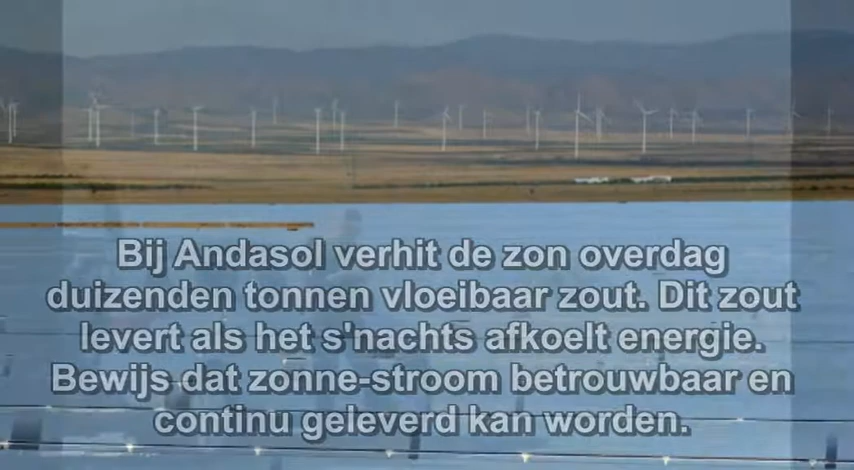 Bij Andasol verhit de zon overdag
duizenden tonnen vloeibaar zout. Dit zout
levert als het s'nachts afkoelt energie.
Bewijs dat zonne-stroom betrouwbaar en
continu geleverd kan worden.